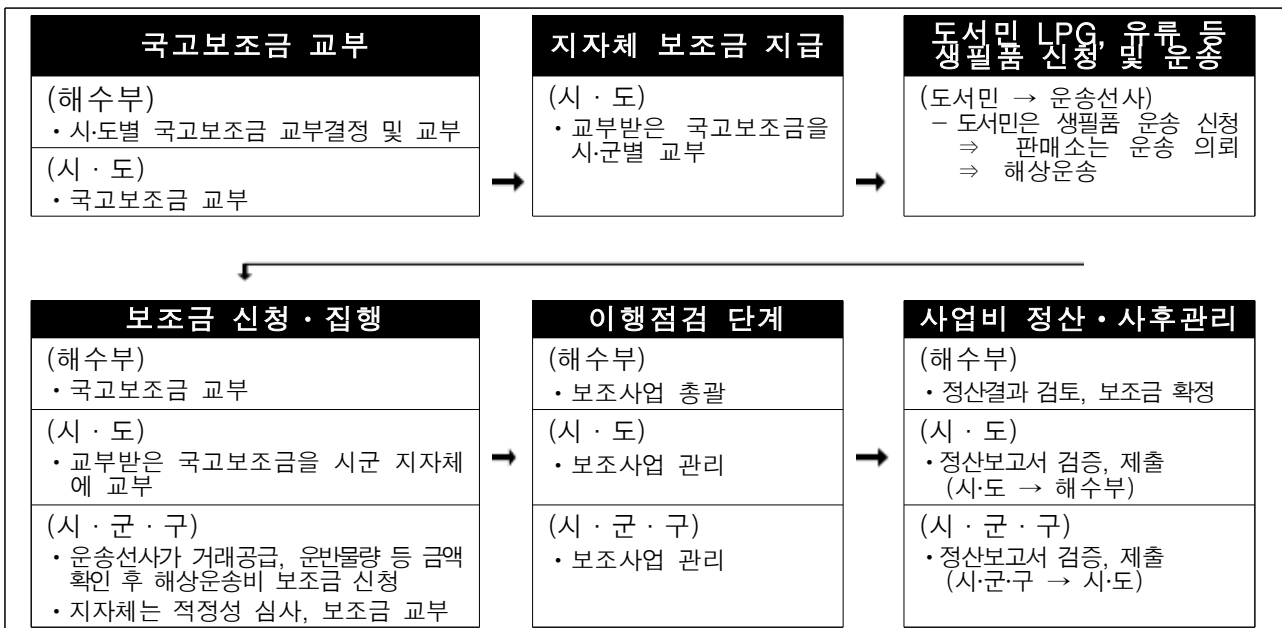 국고보조금 교부
(해수부)
・시·도별 국고보조금 교부결정 및 교부
(시 · 도)
・국고보조금 교부
지자체 보조금 지급
(시 · 도)
・교부받은 국고보조금을
시·군별 교부
도서민 LPG, 유류 등
생필품 신청 및 운송
(도서민 → 운송선사)
– 도서민은 생필품 운송 신청
⇒ 판매소는 운송 의뢰
⇒ 해상운송
보조금 신청・집행
(해수부)
・국고보조금 교부
(시 · 도)
・교부받은 국고보조금을 시군 지자체
에 교부
(시 · 군 · 구)
・운송선사가 거래공급, 운반물량 등 금액
확인 후 해상운송비 보조금 신청
・지자체는 적정성 심사, 보조금 교부
이행점검 단계
(해수부)
・보조사업 총괄
(시 · 도)
・보조사업 관리
(시 · 군 · 구)
・보조사업 관리
사업비 정산・사후관리
(해수부)
・정산결과 검토, 보조금 확정
(시 · 도)
・정산보고서 검증, 제출
(시·도 → 해수부)
(시 · 군 · 구)
・정산보고서 검증, 제출
(시·군·구 → 시·도)